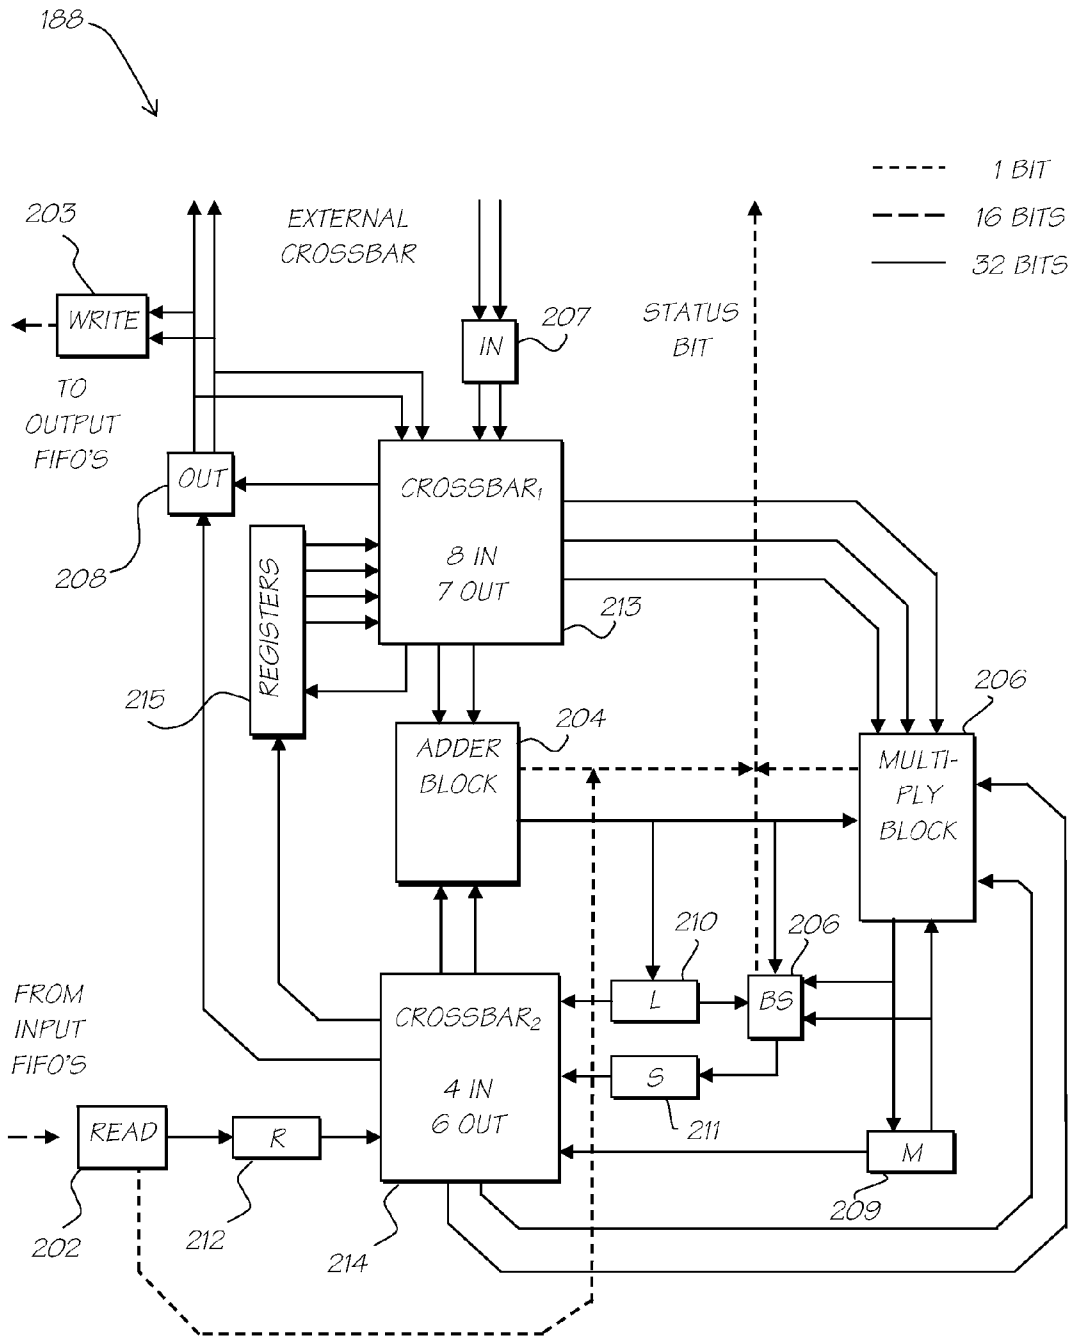 188
1 BIT
16 BITS
32 BITS
203
EXTERNAL
CROSSBAR
WRITE
IN
207
STATUS
BIT
TO
OUTPUT
FIFO'S
OUT
208
CROSSBAR₁
8 IN
7 OUT
213
REGISTERS
215
204
ADDER
BLOCK
206
MULTI-
PLY
BLOCK
210
206
L
BS
FROM
INPUT
FIFO'S
CROSSBAR₂
4 IN
6 OUT
S
211
READ
R
M
202
212
214
209